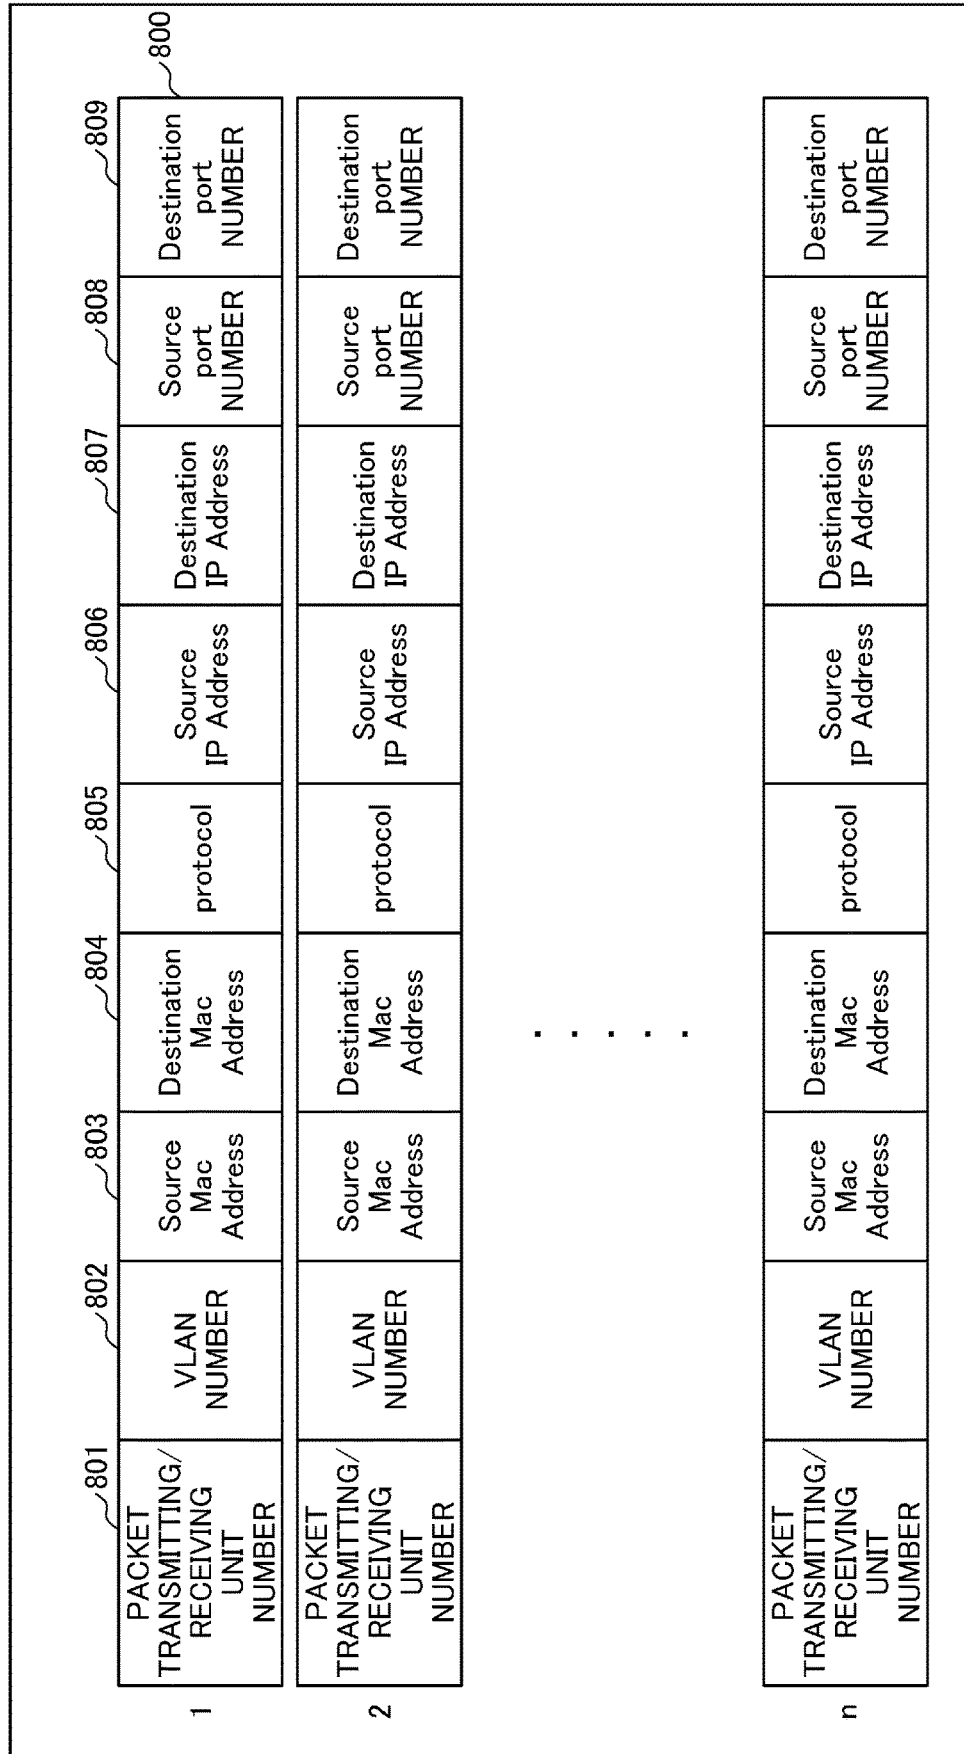 801
802
803
804
805
806
807
808
809
800
1
PACKET
TRANSMITTING/
RECEIVING
UNIT
NUMBER
VLAN
NUMBER
Source
Mac
Address
Destination
Mac
Address
protocol
Source
IP Address
Destination
IP Address
Source
port
NUMBER
Destination
port
NUMBER
2
PACKET
TRANSMITTING/
RECEIVING
UNIT
NUMBER
VLAN
NUMBER
Source
Mac
Address
Destination
Mac
Address
protocol
Source
IP Address
Destination
IP Address
Source
port
NUMBER
Destination
port
NUMBER
. . . . .
n
PACKET
TRANSMITTING/
RECEIVING
UNIT
NUMBER
VLAN
NUMBER
Source
Mac
Address
Destination
Mac
Address
protocol
Source
IP Address
Destination
IP Address
Source
port
NUMBER
Destination
port
NUMBER